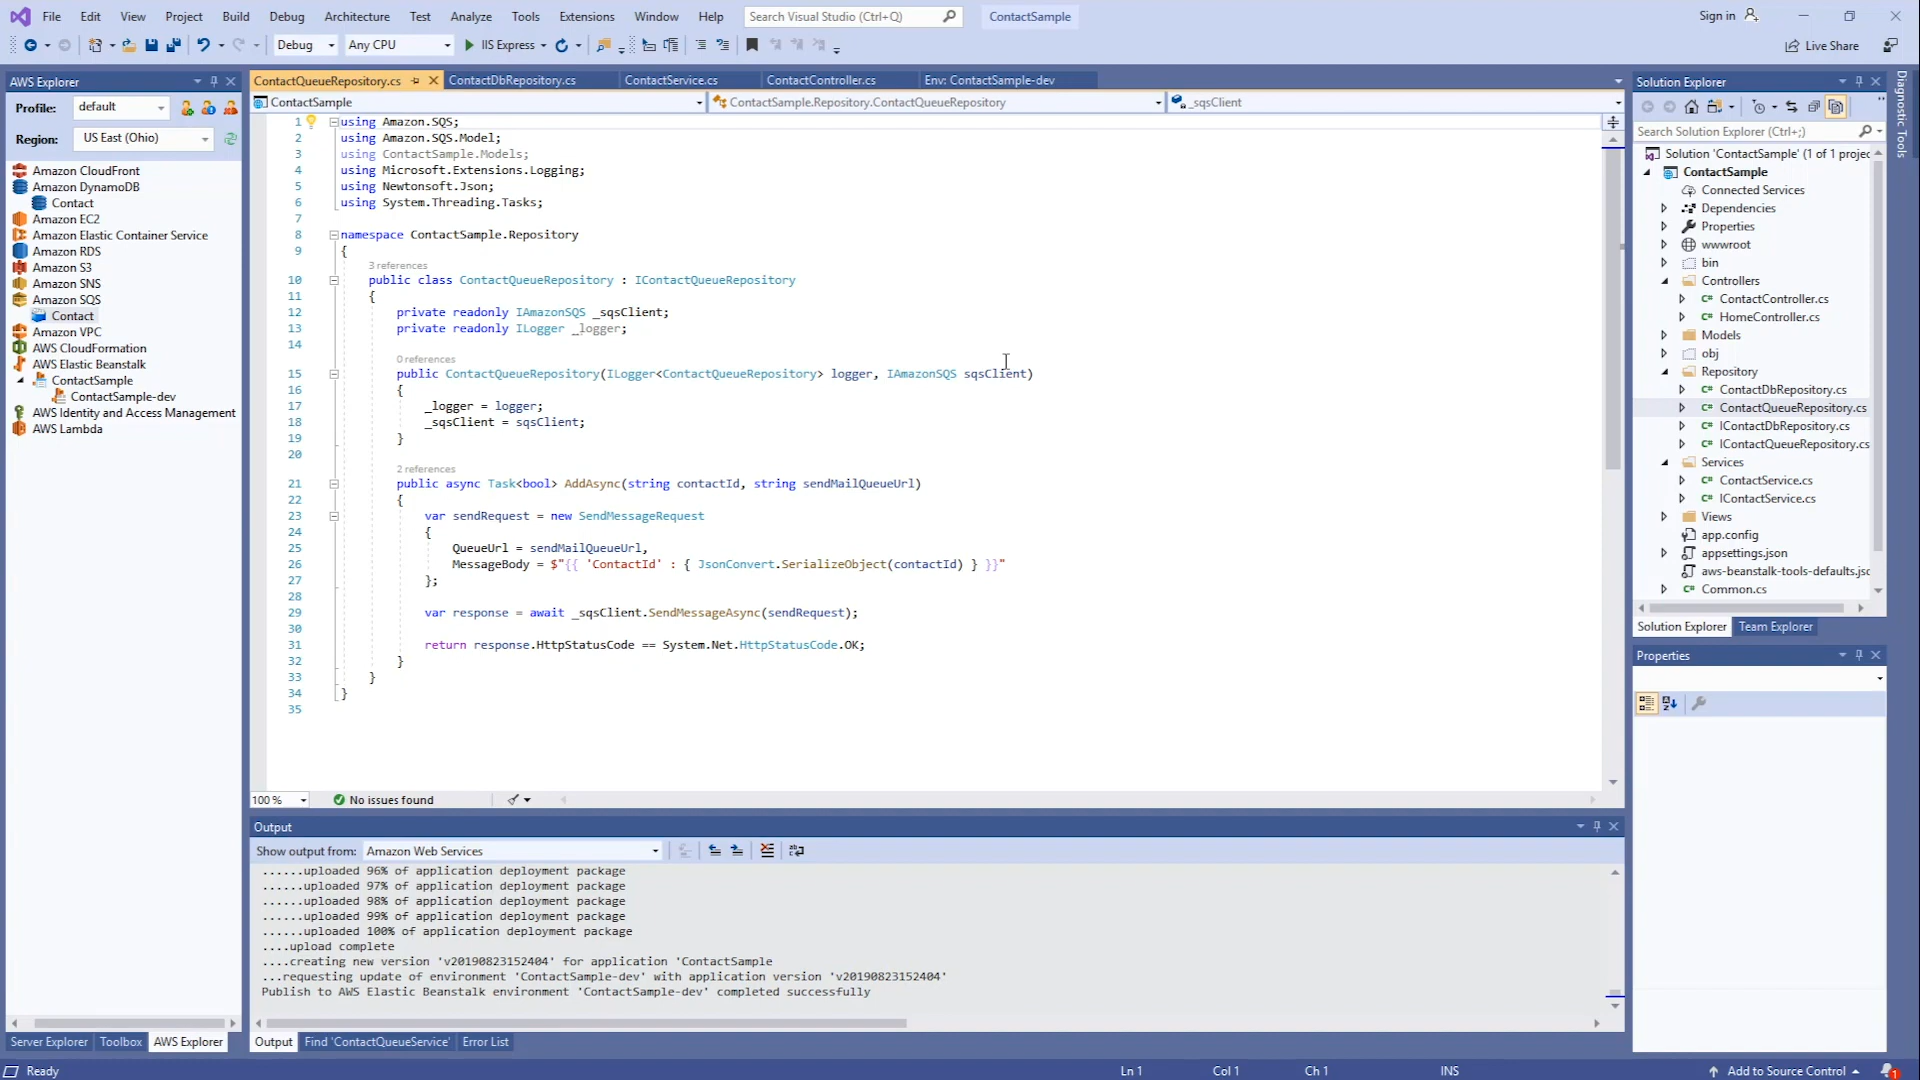 File Edit View Project Build Debug Architecture Test Analyze Tools Extensions Window Help Search Visual Studio (Ctrl+Q) ContactSample Sign in
Debug Any CPU IIS Express Live Share
AWS Explorer
Profile: default
Region: US East (Ohio)
Amazon CloudFront
Amazon DynamoDB
Contact
Amazon EC2
Amazon Elastic Container Service
Amazon RDS
Amazon S3
Amazon SNS
Amazon SQS
Contact
Amazon VPC
AWS CloudFormation
AWS Elastic Beanstalk
ContactSample
ContactSample-dev
AWS Identity and Access Management
AWS Lambda
Server Explorer Toolbox AWS Explorer
ContactQueueRepository.cs ContactDbRepository.cs ContactService.cs ContactController.cs Env: ContactSample-dev
ContactSample ContactSample.Repository.ContactQueueRepository _sqsClient
1 using Amazon.SQS;
2 using Amazon.SQS.Model;
3 using ContactSample.Models;
4 using Microsoft.Extensions.Logging;
5 using Newtonsoft.Json;
6 using System.Threading.Tasks;
7
8 namespace ContactSample.Repository
9 {
3 references
10 public class ContactQueueRepository : IContactQueueRepository
11 {
12 private readonly IAmazonSQS _sqsClient;
13 private readonly ILogger _logger;
14
0 references
15 public ContactQueueRepository(ILogger<ContactQueueRepository> logger, IAmazonSQS sqsClient)
16 {
17 _logger = logger;
18 _sqsClient = sqsClient;
19 }
20
2 references
21 public async Task<bool> AddAsync(string contactId, string sendMailQueueUrl)
22 {
23 var sendRequest = new SendMessageRequest
24 {
25 QueueUrl = sendMailQueueUrl,
26 MessageBody = $"{{ 'ContactId' : { JsonConvert.SerializeObject(contactId) } }}"
27 };
28
29 var response = await _sqsClient.SendMessageAsync(sendRequest);
30
31 return response.HttpStatusCode == System.Net.HttpStatusCode.OK;
32 }
33 }
34 }
35
100 % No issues found
Output
Show output from: Amazon Web Services
......uploaded 96% of application deployment package
......uploaded 97% of application deployment package
......uploaded 98% of application deployment package
......uploaded 99% of application deployment package
......uploaded 100% of application deployment package
....upload complete
....creating new version 'v20190823152404' for application 'ContactSample
...requesting update of environment 'ContactSample-dev' with application version 'v20190823152404'
Publish to AWS Elastic Beanstalk environment 'ContactSample-dev' completed successfully
Output Find 'ContactQueueService' Error List
Solution Explorer
Search Solution Explorer (Ctrl+;)
Solution 'ContactSample' (1 of 1 projec
ContactSample
Connected Services
Dependencies
Properties
wwwroot
bin
Controllers
C# ContactController.cs
C# HomeController.cs
Models
obj
Repository
C# ContactDbRepository.cs
C# ContactQueueRepository.cs
C# IContactDbRepository.cs
C# IContactQueueRepository.cs
Services
C# ContactService.cs
C# IContactService.cs
Views
app.config
appsettings.json
aws-beanstalk-tools-defaults.jsc
C# Common.cs
Solution Explorer Team Explorer
Properties
Diagnostic Tools
Ready Ln 1 Col 1 Ch 1 INS Add to Source Control 1